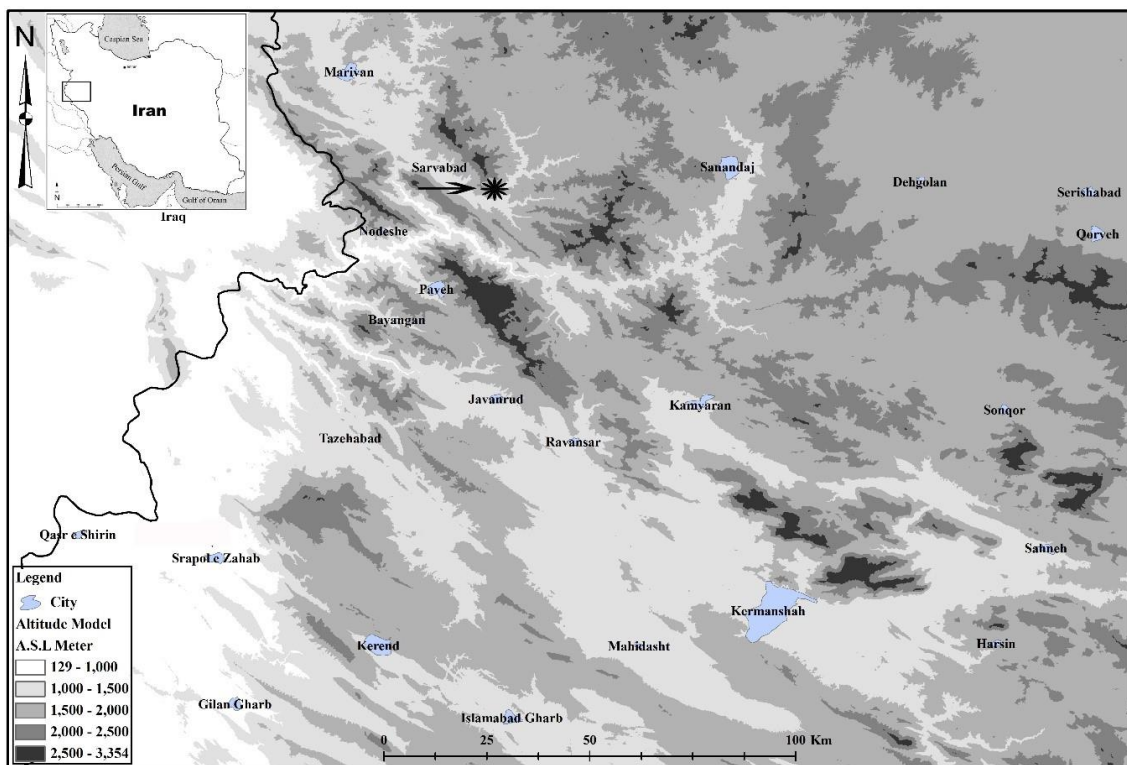 N
Caspian Sea
Iran
Persian Gulf
Golf of Oman
N
Iraq
Marivan
Sarvabad
Sanandaj
Dehgolan
Serishabad
Nodeshe
Qorveh
Paveh
Bayangan
Javanrud
Kamyaran
Sonqor
Tazehabad
Ravansar
Qasr e Shirin
Srapol e Zahab
Sahneh
Kermanshah
Kerend
Mahidasht
Harsin
Gilan Gharb
Islamabad Gharb
Legend
City
Altitude Model
A.S.L Meter
129 - 1,000
1,000 - 1,500
1,500 - 2,000
2,000 - 2,500
2,500 - 3,354
0 25 50 100 Km